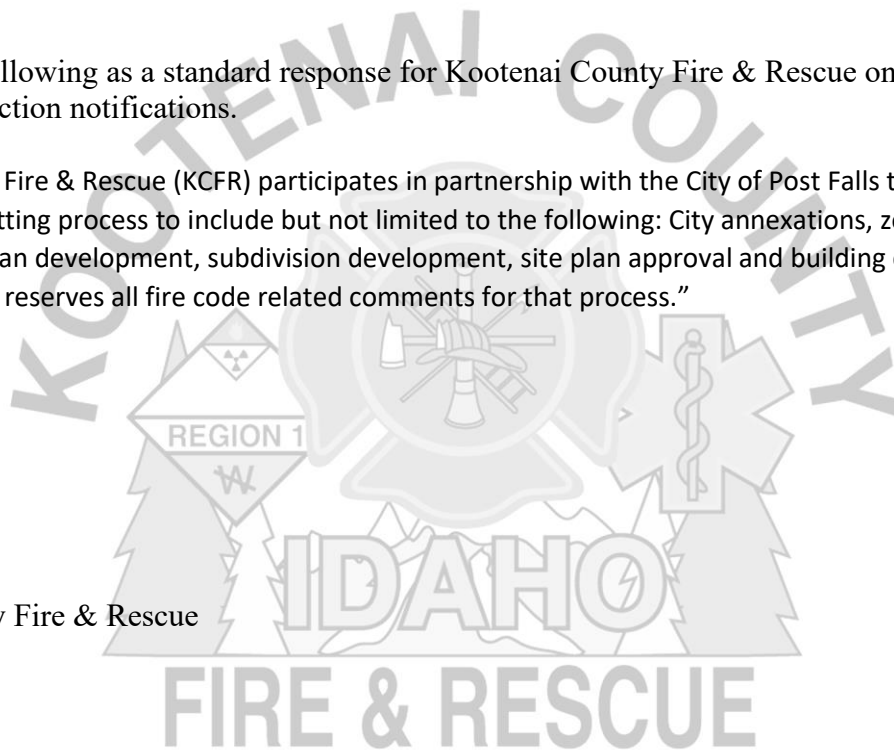 KOOTENAI COUNTY
llowing as a standard response for Kootenai County Fire & Rescue on
ction notifications.
Fire & Rescue (KCFR) participates in partnership with the City of Post Falls t
tting process to include but not limited to the following: City annexations, z
an development, subdivision development, site plan approval and building
reserves all fire code related comments for that process.”
REGION 1
IDAHO
y Fire & Rescue
FIRE & RESCUE